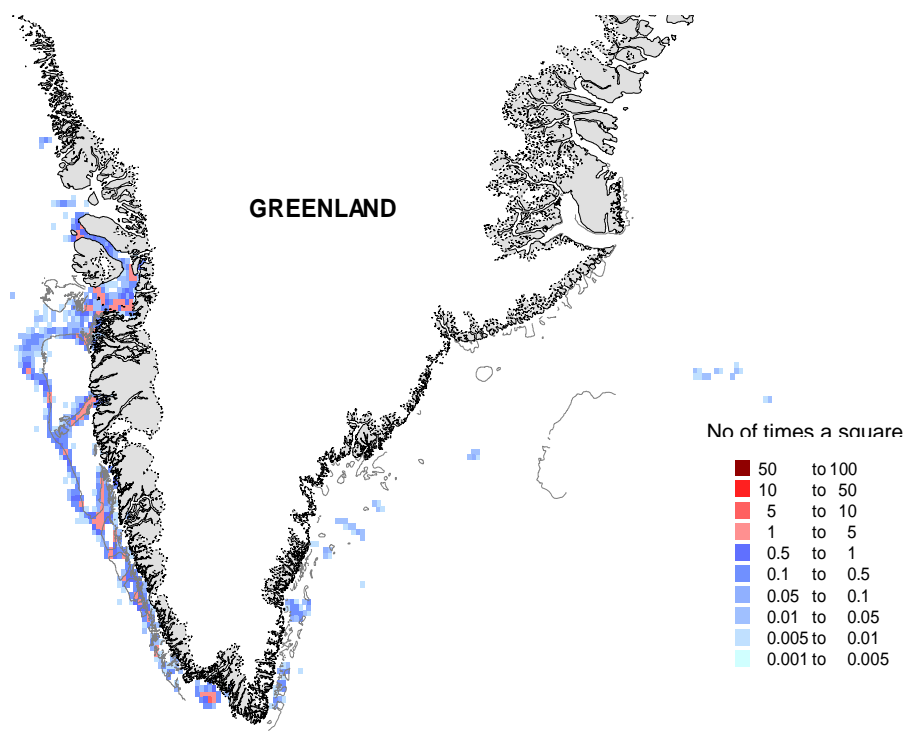 GREENLAND
No of times a square
50 to 100
10 to 50
5 to 10
1 to 5
0.5 to 1
0.1 to 0.5
0.05 to 0.1
0.01 to 0.05
0.005 to 0.01
0.001 to 0.005